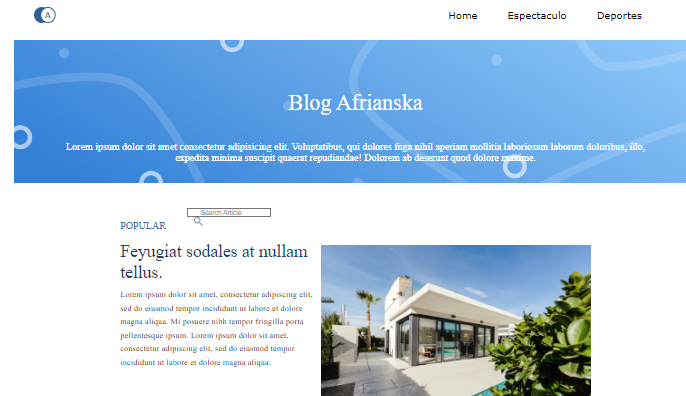 A
Home Espectaculo Deportes
Blog Afrianska
Lorem ipsum dolor sit amet consectetur adipisicing elit. Voluptatibus, qui dolores fuga nihil aperiam mollitia laboriosam laborum doloribus, illo,
expedita minima suscipit quaerat repudiandae! Dolorem ab deserunt quod dolore maxime.
Search Article
POPULAR
Feyugiat sodales at nullam
tellus.
Lorem ipsum dolor sit amet, consectetur adipiscing elit,
sed do eiusmod tempor incididunt ut labore et dolore
magna aliqua. Mi posuere nibh tempor fringilla porta
pellentesque ipsum. Lorem ipsum dolor sit amet,
consectetur adipiscing elit, sed do eiusmod tempor
incididunt ut labore et dolore magna aliqua.